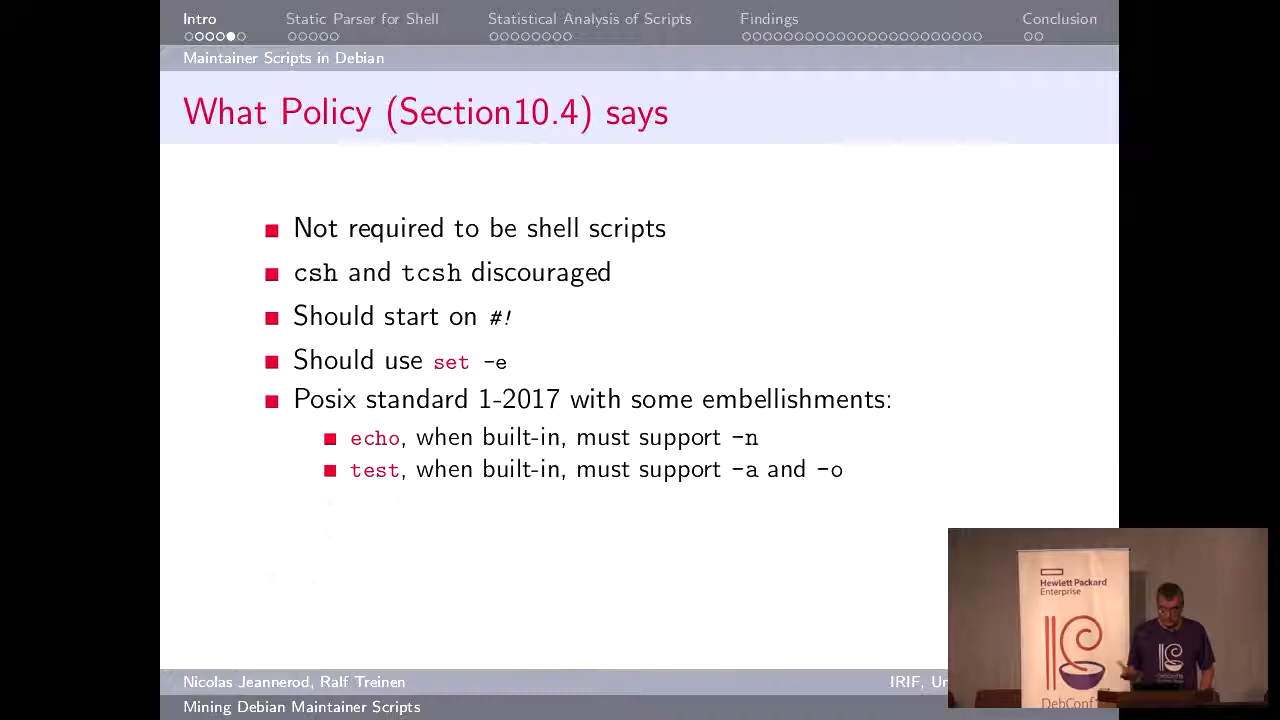 Intro Static Parser for Shell Statistical Analysis of Scripts Findings Conclusion
Maintainer Scripts in Debian
What Policy (Section10.4) says
Not required to be shell scripts
csh and tcsh discouraged
Should start on #!
Should use set -e
Posix standard 1-2017 with some embellishments:
echo, when built-in, must support -n
test, when built-in, must support -a and -o
Hewlett Packard
Enterprise
Nicolas Jeannerod, Ralf Treinen IRIF,
Mining Debian Maintainer Scripts